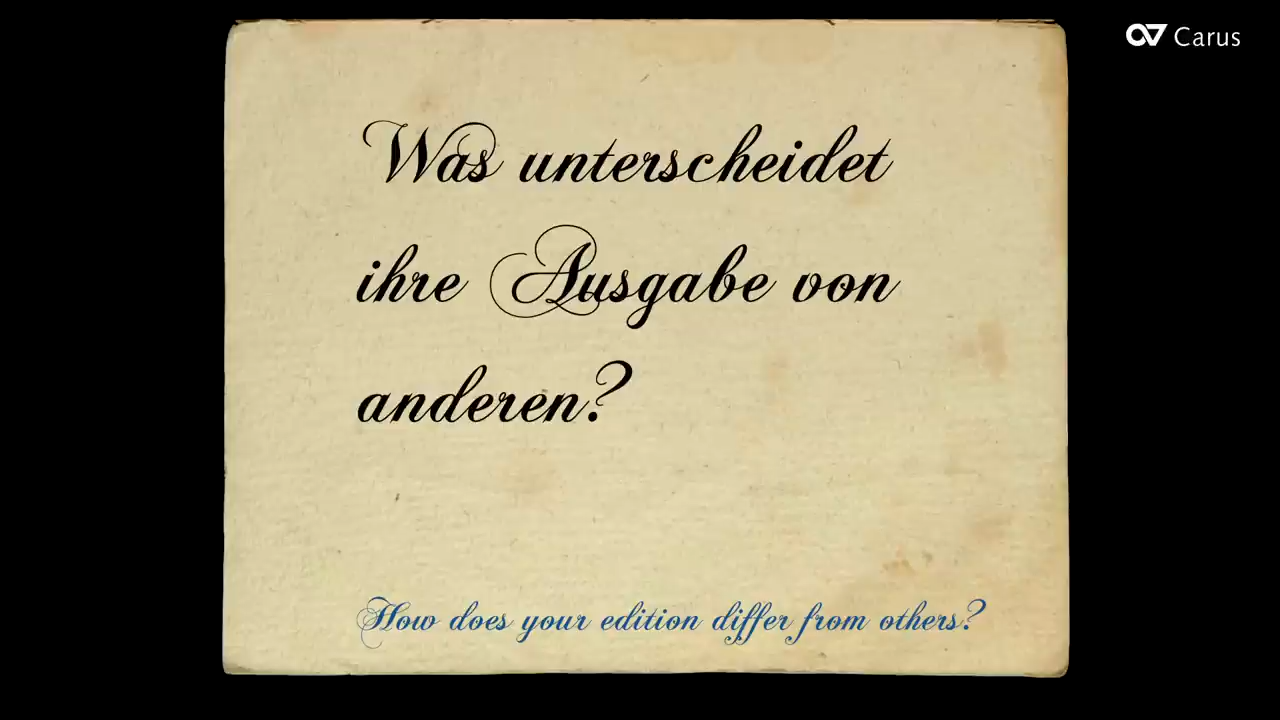 Carus
Was unterscheidet
ihre Ausgabe von
anderen?
How does your edition differ from others?